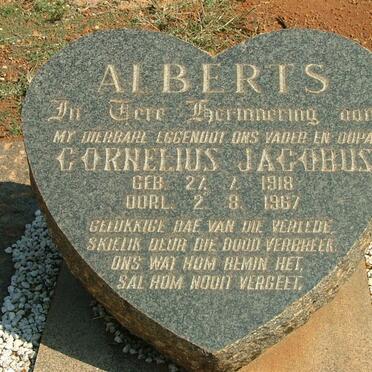 ALBERTS
In Tere Herinnering aan
MY DIERBARE EGGENOOT ONS VADER EN OUPA
CORNELIUS JACOBUS
GEB. 27. 7. 1918
OORL. 2. 8. 1967
GELUKKIGE DAE VAN DIE VERLEDE,
SKIELIK DEUR DIE DOOD VERBREEK,
ONS WAT HOM BEMIN HET,
SAL HOM NOOIT VERGEET.